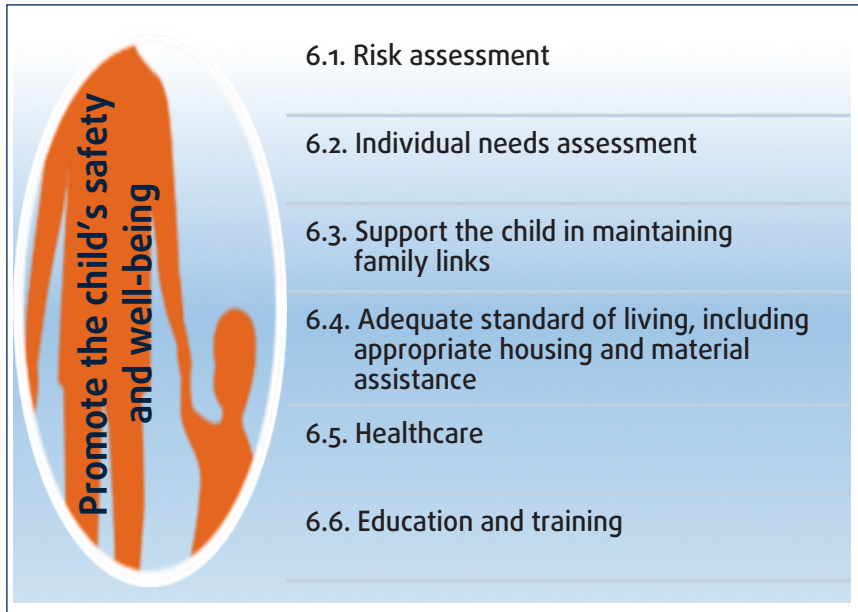 Promote the child's safety
and well-being
6.1. Risk assessment
6.2. Individual needs assessment
6.3. Support the child in maintaining
family links
6.4. Adequate standard of living, including
appropriate housing and material
assistance
6.5. Healthcare
6.6. Education and training